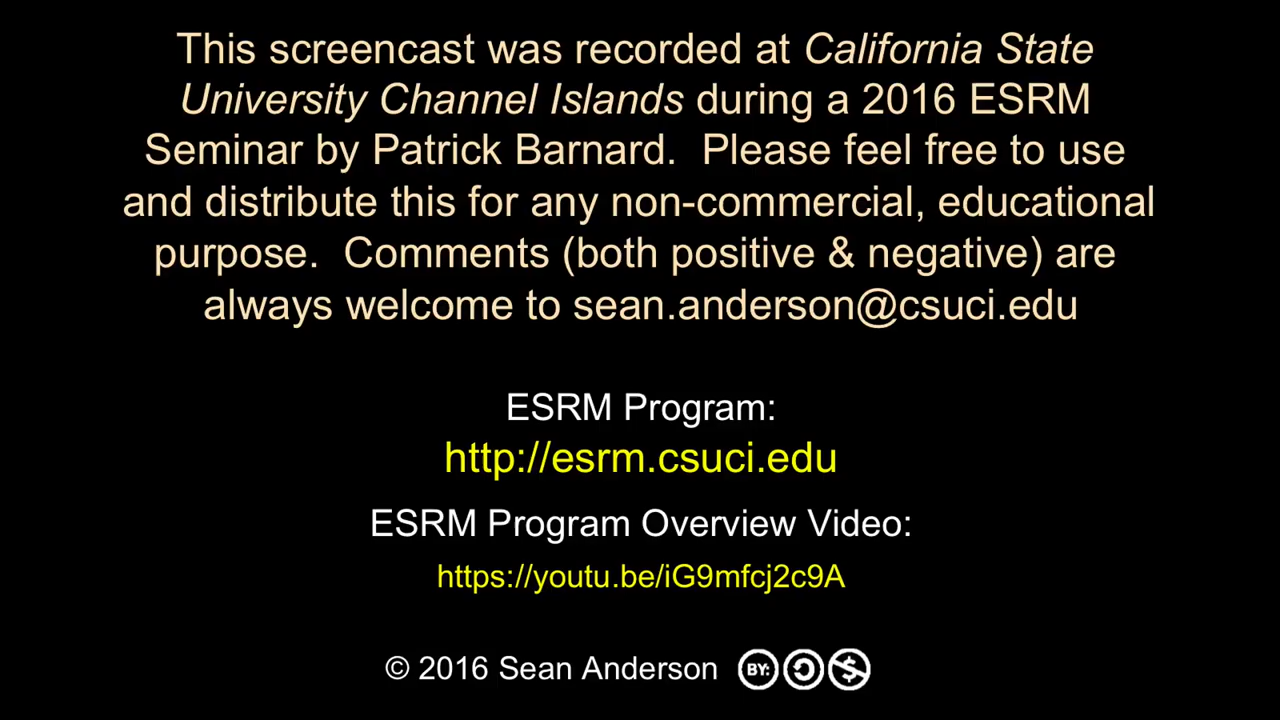 This screencast was recorded at California State
University Channel Islands during a 2016 ESRM
Seminar by Patrick Barnard.  Please feel free to use
and distribute this for any non-commercial, educational
purpose.  Comments (both positive & negative) are
always welcome to sean.anderson@csuci.edu
ESRM Program:
http://esrm.csuci.edu
ESRM Program Overview Video:
https://youtu.be/iG9mfcj2c9A
© 2016 Sean Anderson BY: